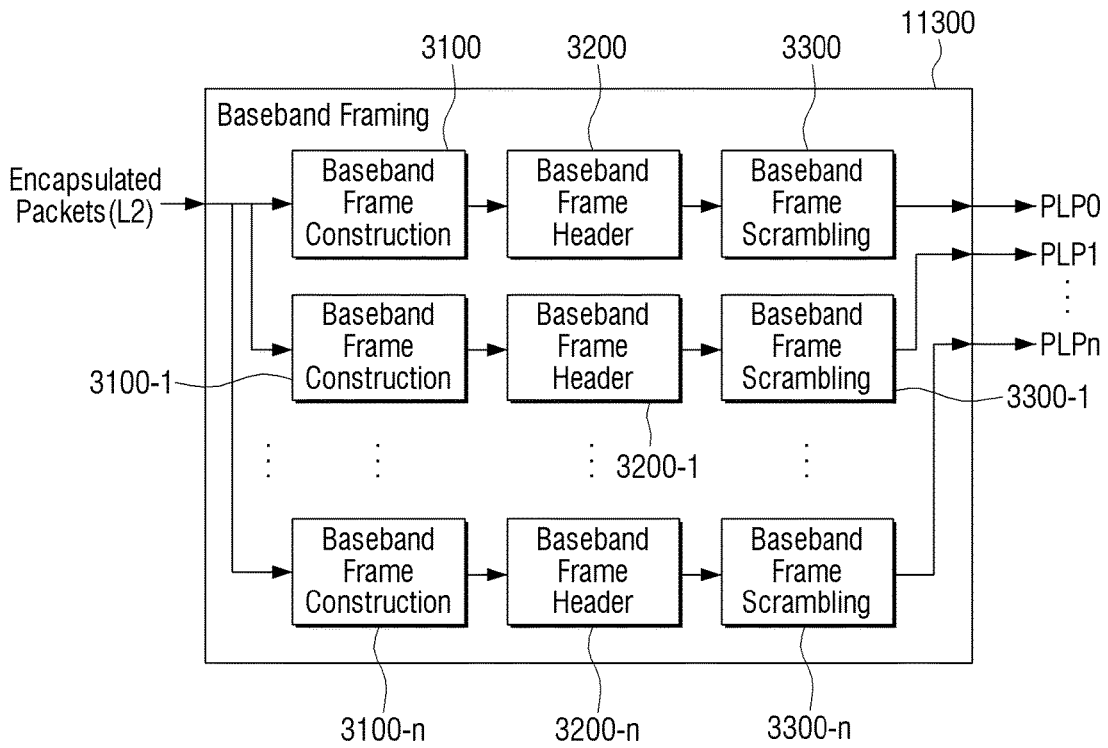 11300
3100
3200
3300
Baseband Framing
Encapsulated
Packets(L2)
Baseband
Frame
Construction
Baseband
Frame
Header
Baseband
Frame
Scrambling
PLP0
PLP1
PLPn
Baseband
Frame
Construction
Baseband
Frame
Header
Baseband
Frame
Scrambling
3100-1
3200-1
3300-1
Baseband
Frame
Construction
Baseband
Frame
Header
Baseband
Frame
Scrambling
3100-n
3200-n
3300-n